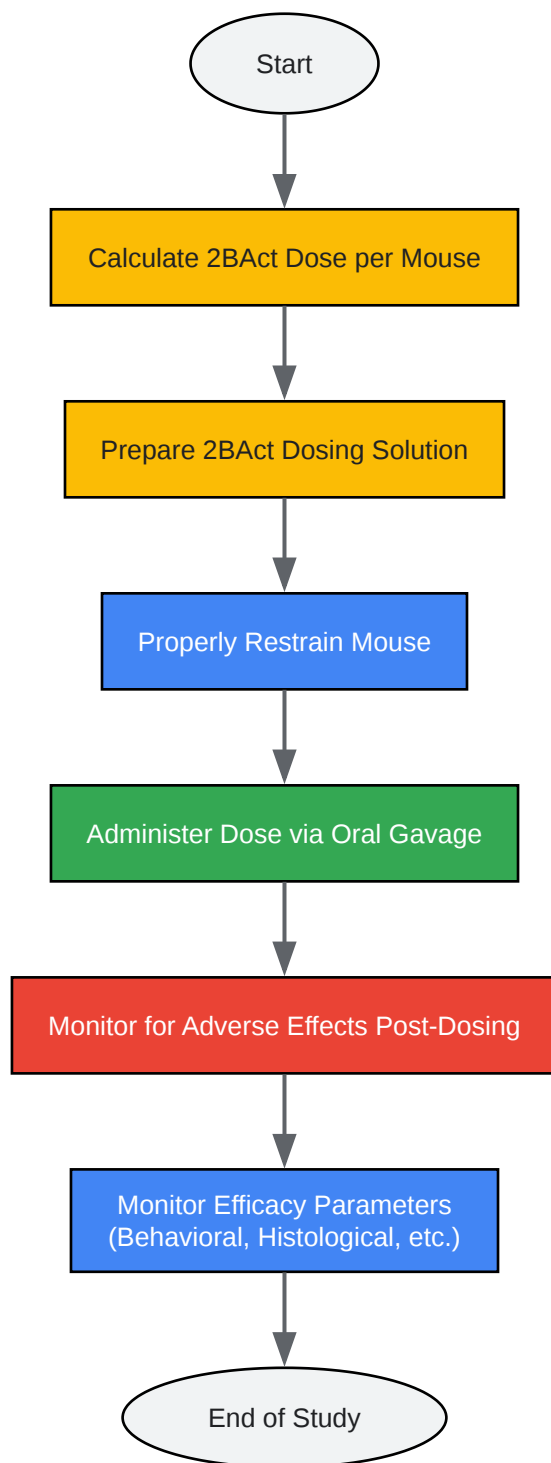 Start
Calculate 2BAct Dose per Mouse
Prepare 2BAct Dosing Solution
Properly Restrain Mouse
Administer Dose via Oral Gavage
Monitor for Adverse Effects Post-Dosing
Monitor Efficacy Parameters
(Behavioral, Histological, etc.)
End of Study